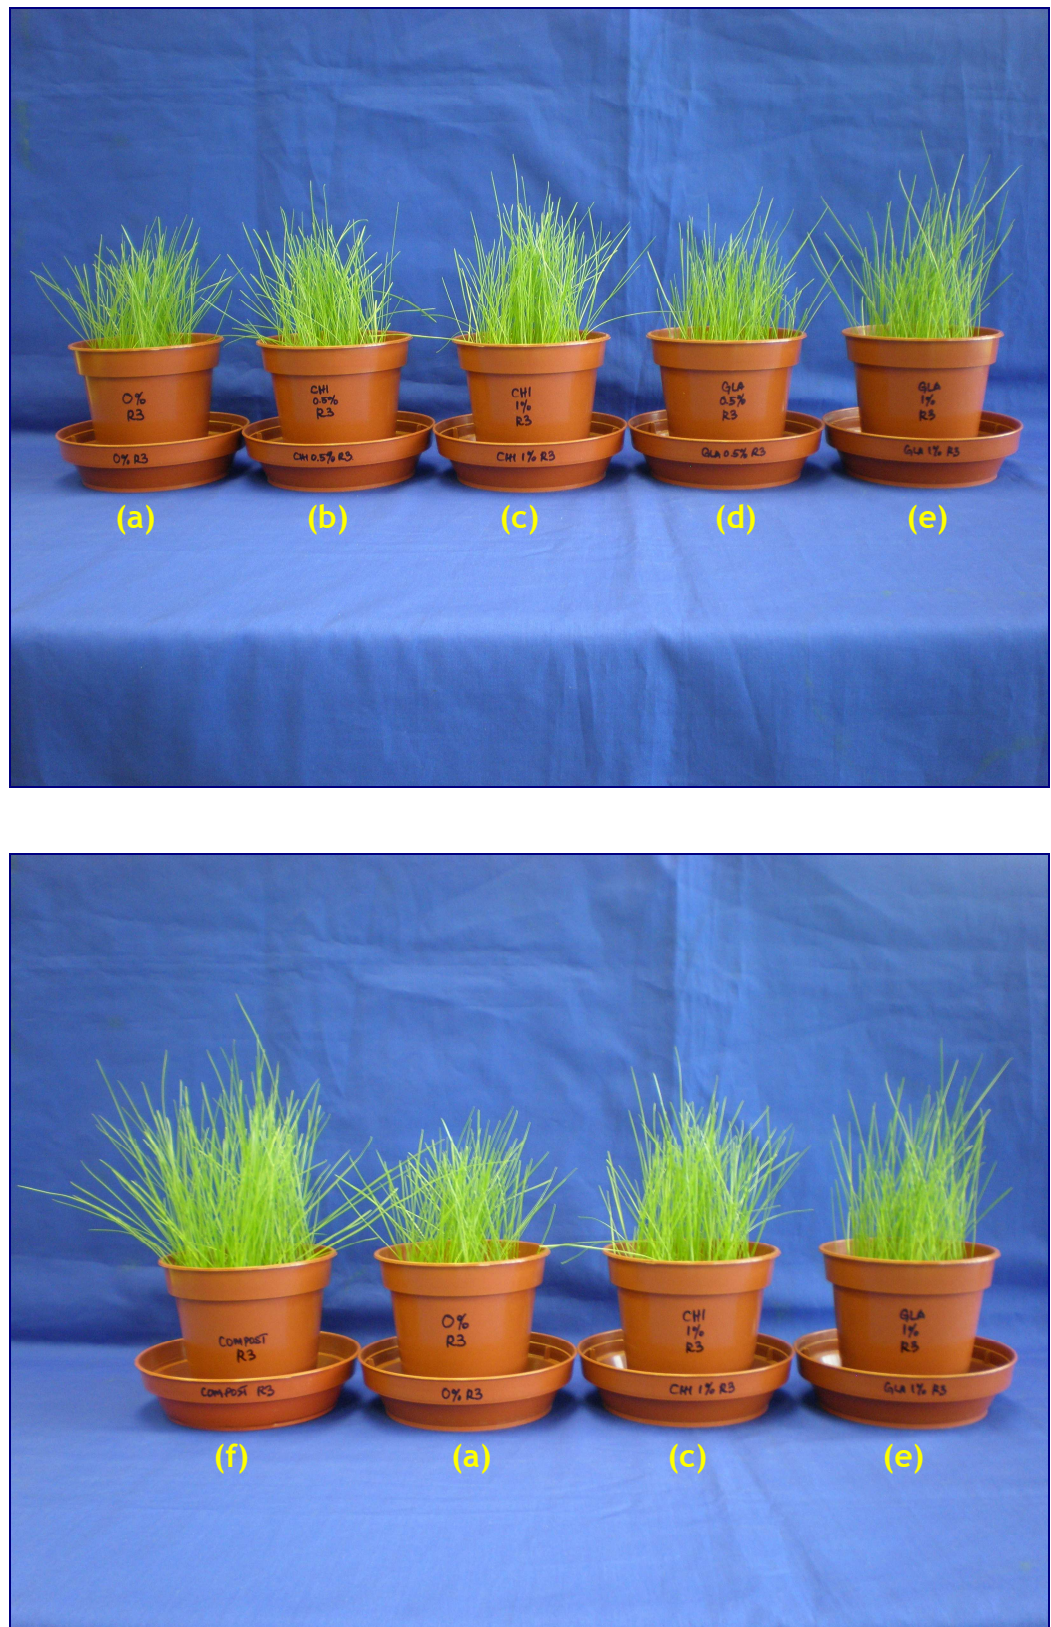 0%
R3
0% R3
CHI
0.5%
R3
CHI 0.5% R3
CHI
1%
R3
CHI 1% R3
GLA
0.5%
R3
GLA 0.5% R3
GLA
1%
R3
GLA 1% R3
(a)
(b)
(c)
(d)
(e)
COMPOST
R3
COMPOST R3
0%
R3
0% R3
CHI
1%
R3
CHI 1% R3
GLA
1%
R3
GLA 1% R3
(f)
(a)
(c)
(e)